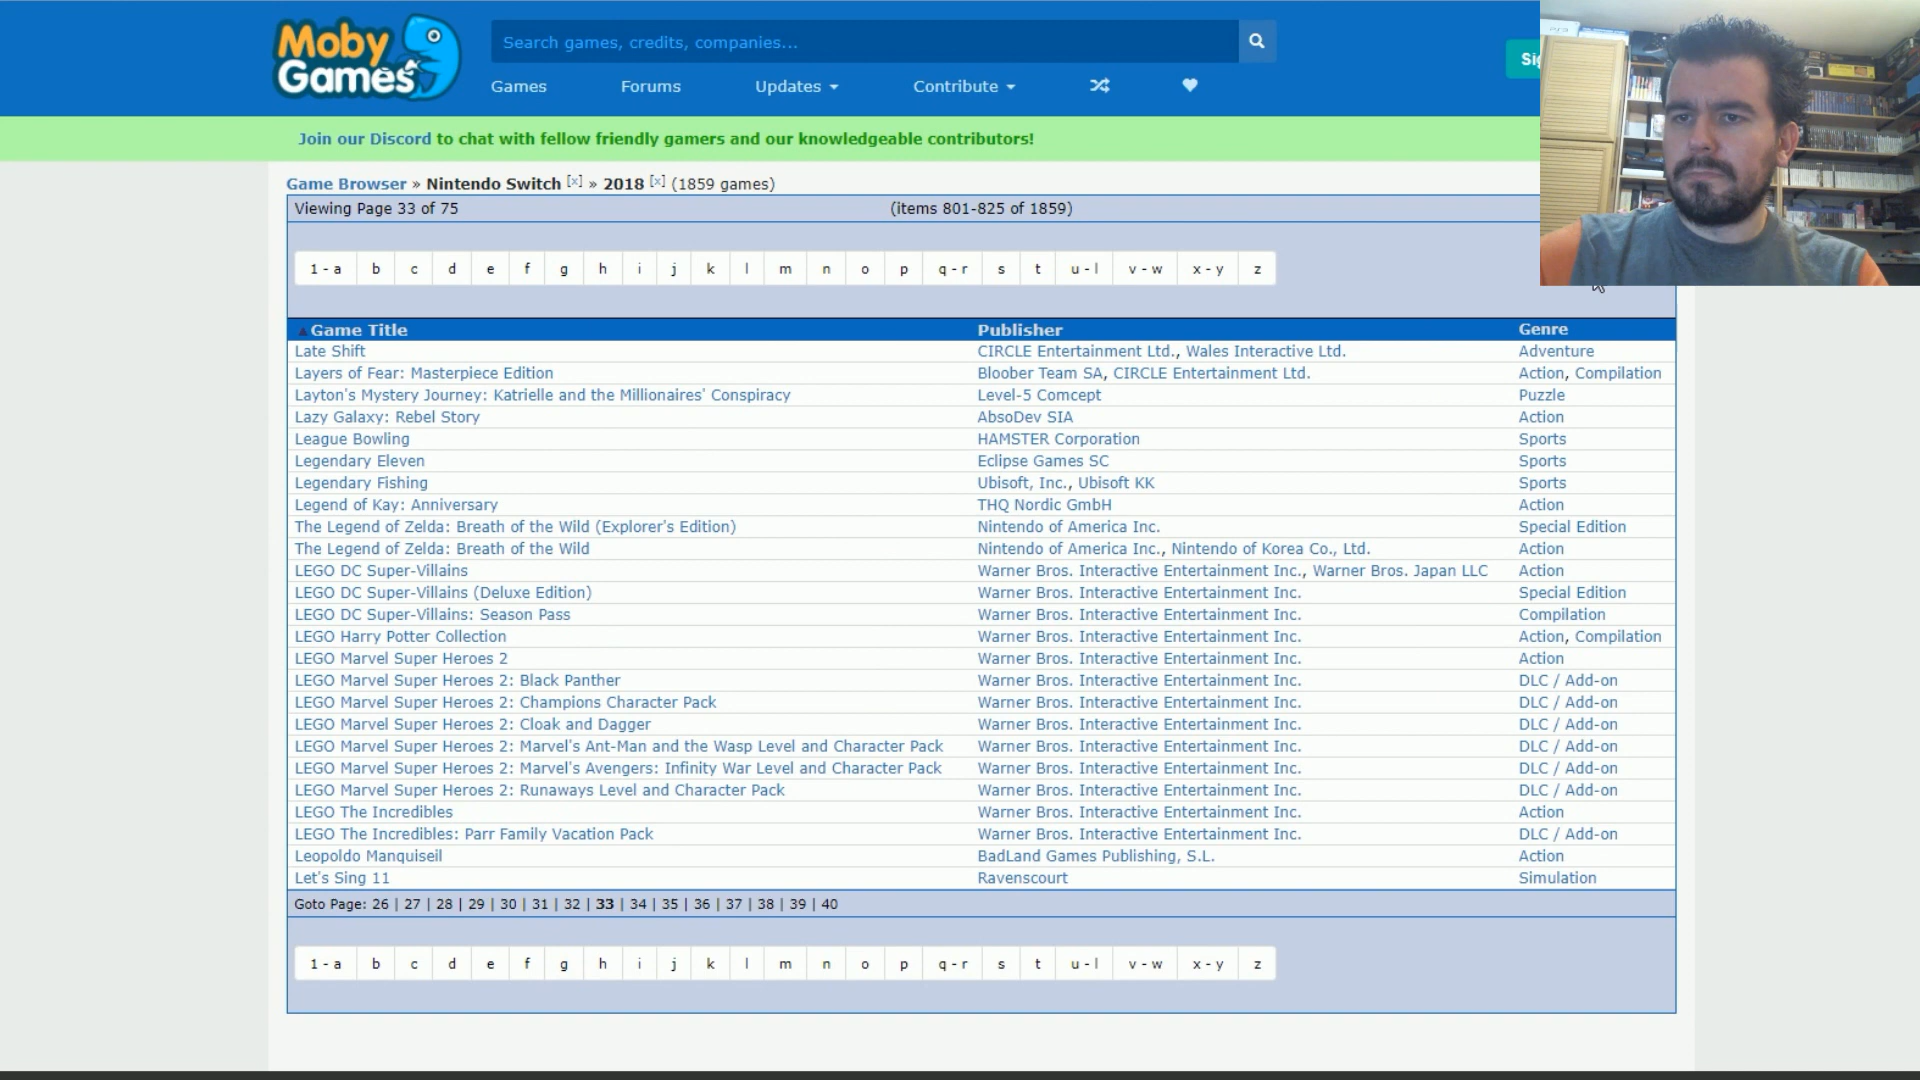 Moby Games
Search games, credits, companies...
Games Forums Updates Contribute
Join our Discord to chat with fellow friendly gamers and our knowledgeable contributors!
Game Browser » Nintendo Switch [x] » 2018 [x] (1859 games)
Viewing Page 33 of 75 (items 801-825 of 1859)
1 - a b c d e f g h i j k l m n o p q - r s t u - l v - w x - y z
Game Title Publisher Genre
Late Shift CIRCLE Entertainment Ltd., Wales Interactive Ltd. Adventure
Layers of Fear: Masterpiece Edition Bloober Team SA, CIRCLE Entertainment Ltd. Action, Compilation
Layton's Mystery Journey: Katrielle and the Millionaires' Conspiracy Level-5 Comcept Puzzle
Lazy Galaxy: Rebel Story AbsoDev SIA Action
League Bowling HAMSTER Corporation Sports
Legendary Eleven Eclipse Games SC Sports
Legendary Fishing Ubisoft, Inc., Ubisoft KK Sports
Legend of Kay: Anniversary THQ Nordic GmbH Action
The Legend of Zelda: Breath of the Wild (Explorer's Edition) Nintendo of America Inc. Special Edition
The Legend of Zelda: Breath of the Wild Nintendo of America Inc., Nintendo of Korea Co., Ltd. Action
LEGO DC Super-Villains Warner Bros. Interactive Entertainment Inc., Warner Bros. Japan LLC Action
LEGO DC Super-Villains (Deluxe Edition) Warner Bros. Interactive Entertainment Inc. Special Edition
LEGO DC Super-Villains: Season Pass Warner Bros. Interactive Entertainment Inc. Compilation
LEGO Harry Potter Collection Warner Bros. Interactive Entertainment Inc. Action, Compilation
LEGO Marvel Super Heroes 2 Warner Bros. Interactive Entertainment Inc. Action
LEGO Marvel Super Heroes 2: Black Panther Warner Bros. Interactive Entertainment Inc. DLC / Add-on
LEGO Marvel Super Heroes 2: Champions Character Pack Warner Bros. Interactive Entertainment Inc. DLC / Add-on
LEGO Marvel Super Heroes 2: Cloak and Dagger Warner Bros. Interactive Entertainment Inc. DLC / Add-on
LEGO Marvel Super Heroes 2: Marvel's Ant-Man and the Wasp Level and Character Pack Warner Bros. Interactive Entertainment Inc. DLC / Add-on
LEGO Marvel Super Heroes 2: Marvel's Avengers: Infinity War Level and Character Pack Warner Bros. Interactive Entertainment Inc. DLC / Add-on
LEGO Marvel Super Heroes 2: Runaways Level and Character Pack Warner Bros. Interactive Entertainment Inc. DLC / Add-on
LEGO The Incredibles Warner Bros. Interactive Entertainment Inc. Action
LEGO The Incredibles: Parr Family Vacation Pack Warner Bros. Interactive Entertainment Inc. DLC / Add-on
Leopoldo Manquiseil BadLand Games Publishing, S.L. Action
Let's Sing 11 Ravenscourt Simulation
Goto Page: 26 | 27 | 28 | 29 | 30 | 31 | 32 | 33 | 34 | 35 | 36 | 37 | 38 | 39 | 40
1 - a b c d e f g h i j k l m n o p q - r s t u - l v - w x - y z